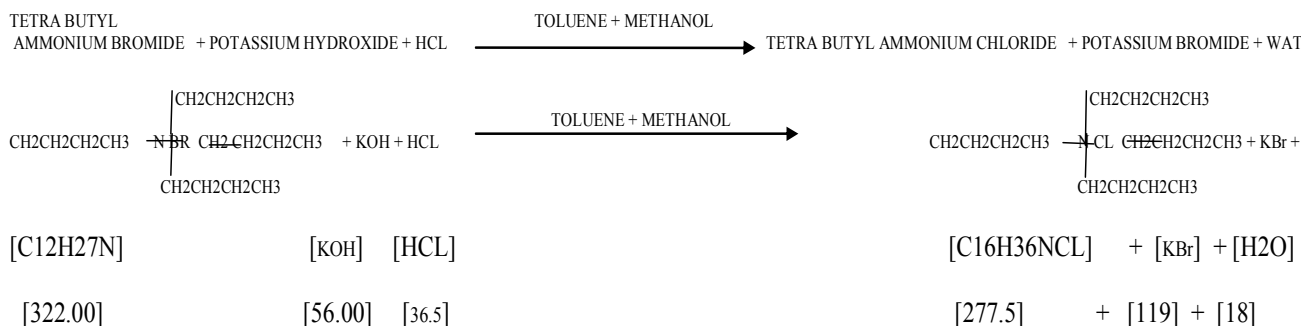 TETRA BUTYL
AMMONIUM BROMIDE + POTASSIUM HYDROXIDE + HCL
TOLUENE + METHANOL
TETRA BUTYL AMMONIUM CHLORIDE + POTASSIUM BROMIDE + WAT
CH2CH2CH2CH3
CH2CH2CH2CH3 N BR CH2 CH2CH2CH3 + KOH + HCL
CH2CH2CH2CH3
TOLUENE + METHANOL
CH2CH2CH2CH3
CH2CH2CH2CH3 N CL CH2CH2CH2CH3 + KBr +
CH2CH2CH2CH3
[C12H27N] [KOH] [HCL] [C16H36NCL] + [KBr] + [H2O]
[322.00] [56.00] [36.5] [277.5] + [119] + [18]